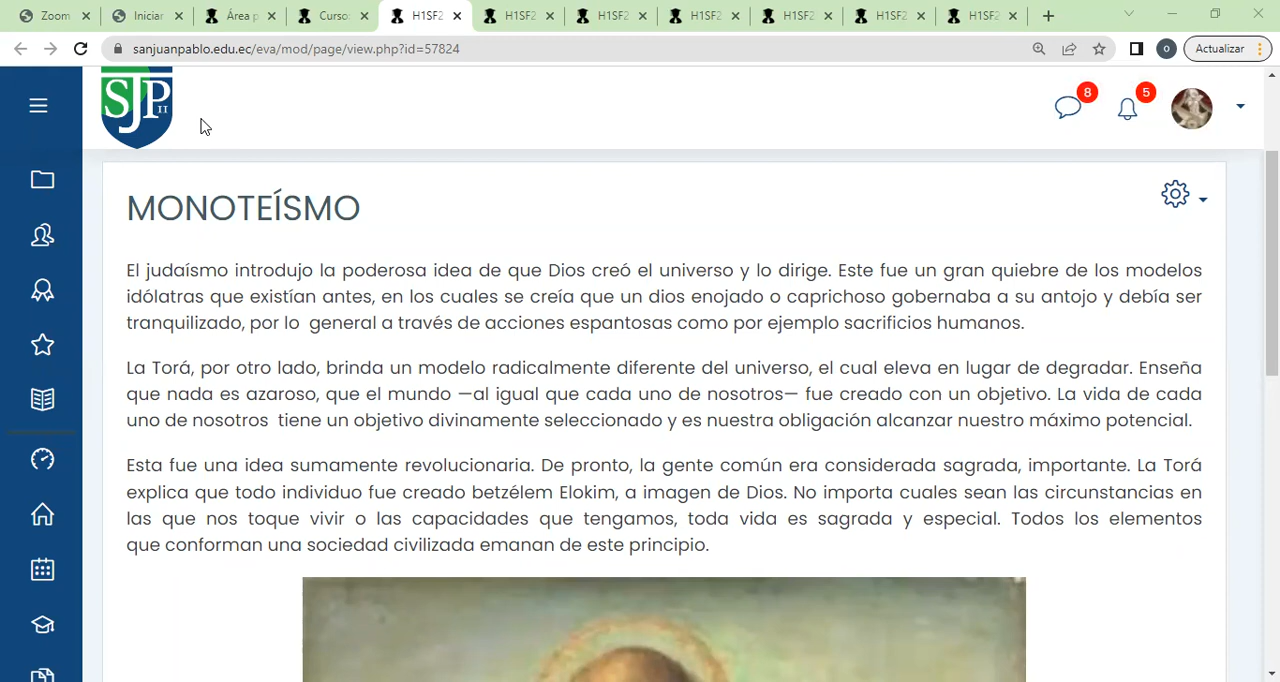 Zoom
Iniciar
Área p
Curso:
H1SF2
H1SF2
H1SF2
H1SF2
H1SF2
H1SF2
H1SF2
sanjuanpablo.edu.ec/eva/mod/page/view.php?id=57824
O
Actualizar
SJP II
8
5
MONOTEÍSMO
El judaísmo introdujo la poderosa idea de que Dios creó el universo y lo dirige. Este fue un gran quiebre de los modelos
idólatras que existían antes, en los cuales se creía que un dios enojado o caprichoso gobernaba a su antojo y debía ser
tranquilizado, por lo general a través de acciones espantosas como por ejemplo sacrificios humanos.
La Torá, por otro lado, brinda un modelo radicalmente diferente del universo, el cual eleva en lugar de degradar. Enseña
que nada es azaroso, que el mundo —al igual que cada uno de nosotros— fue creado con un objetivo. La vida de cada
uno de nosotros tiene un objetivo divinamente seleccionado y es nuestra obligación alcanzar nuestro máximo potencial.
Esta fue una idea sumamente revolucionaria. De pronto, la gente común era considerada sagrada, importante. La Torá
explica que todo individuo fue creado betzélem Elokim, a imagen de Dios. No importa cuales sean las circunstancias en
las que nos toque vivir o las capacidades que tengamos, toda vida es sagrada y especial. Todos los elementos
que conforman una sociedad civilizada emanan de este principio.